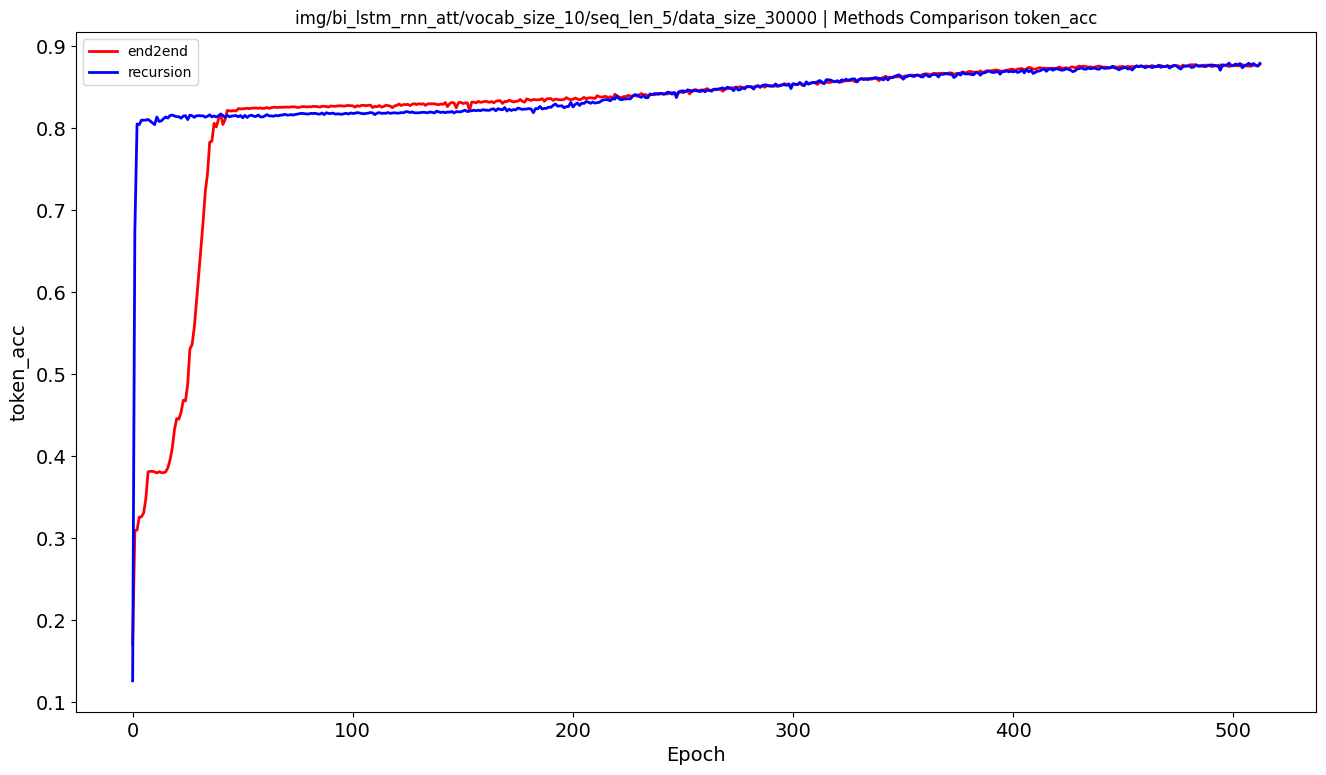 img/bi_lstm_rnn_att/vocab_size_10/seq_len_5/data_size_30000 | Methods Comparison token_acc
end2end
recursion
0.9
0.8
0.7
0.6
0.5
0.4
0.3
0.2
0.1
token_acc
0 100 200 300 400 500
Epoch